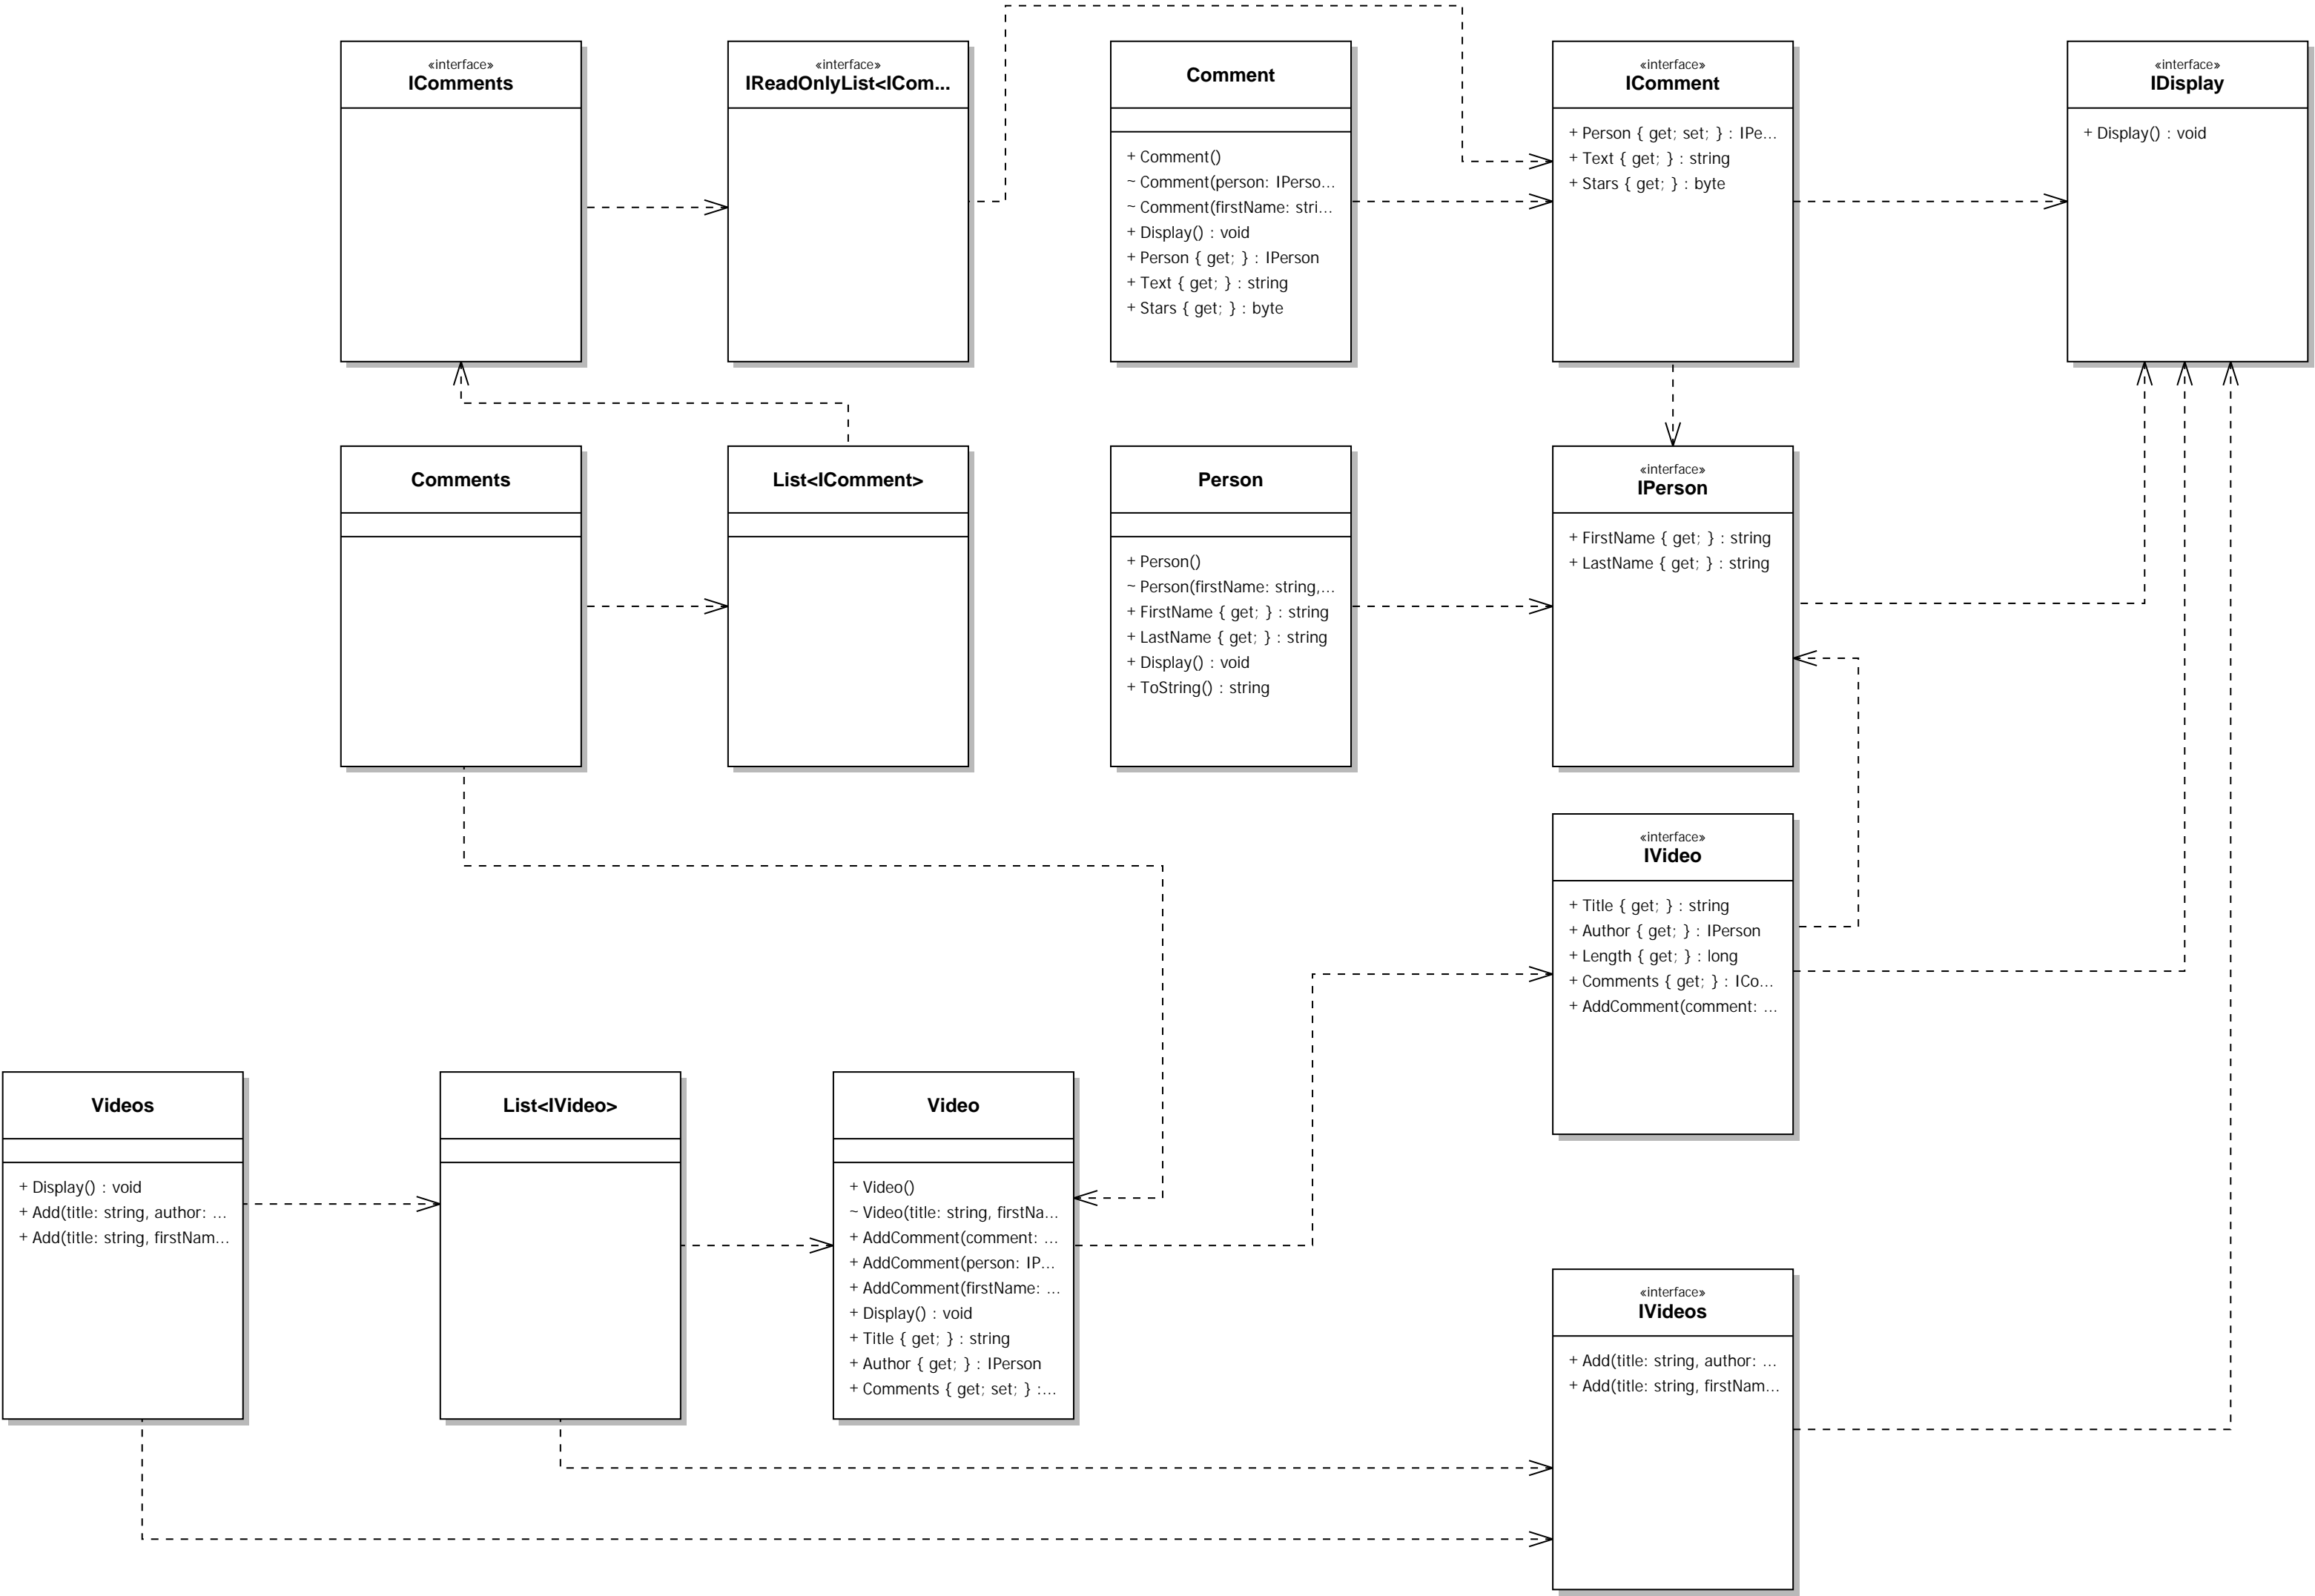 «interface»
IComments
«interface»
IReadOnlyList<ICom...
Comment
+ Comment()
~ Comment(person: IPerso...
~ Comment(firstName: stri...
+ Display() : void
+ Person { get; } : IPerson
+ Text { get; } : string
+ Stars { get; } : byte
«interface»
IComment
+ Person { get; set; } : IPe...
+ Text { get; } : string
+ Stars { get; } : byte
«interface»
IDisplay
+ Display() : void
Comments
List<IComment>
Person
+ Person()
~ Person(firstName: string,...
+ FirstName { get; } : string
+ LastName { get; } : string
+ Display() : void
+ ToString() : string
«interface»
IPerson
+ FirstName { get; } : string
+ LastName { get; } : string
«interface»
IVideo
+ Title { get; } : string
+ Author { get; } : IPerson
+ Length { get; } : long
+ Comments { get; } : ICo...
+ AddComment(comment: ...
Videos
+ Display() : void
+ Add(title: string, author: ...
+ Add(title: string, firstNam...
List<IVideo>
Video
+ Video()
~ Video(title: string, firstNa...
+ AddComment(comment: ...
+ AddComment(person: IP...
+ AddComment(firstName: ...
+ Display() : void
+ Title { get; } : string
+ Author { get; } : IPerson
+ Comments { get; set; } :...
«interface»
IVideos
+ Add(title: string, author: ...
+ Add(title: string, firstNam...